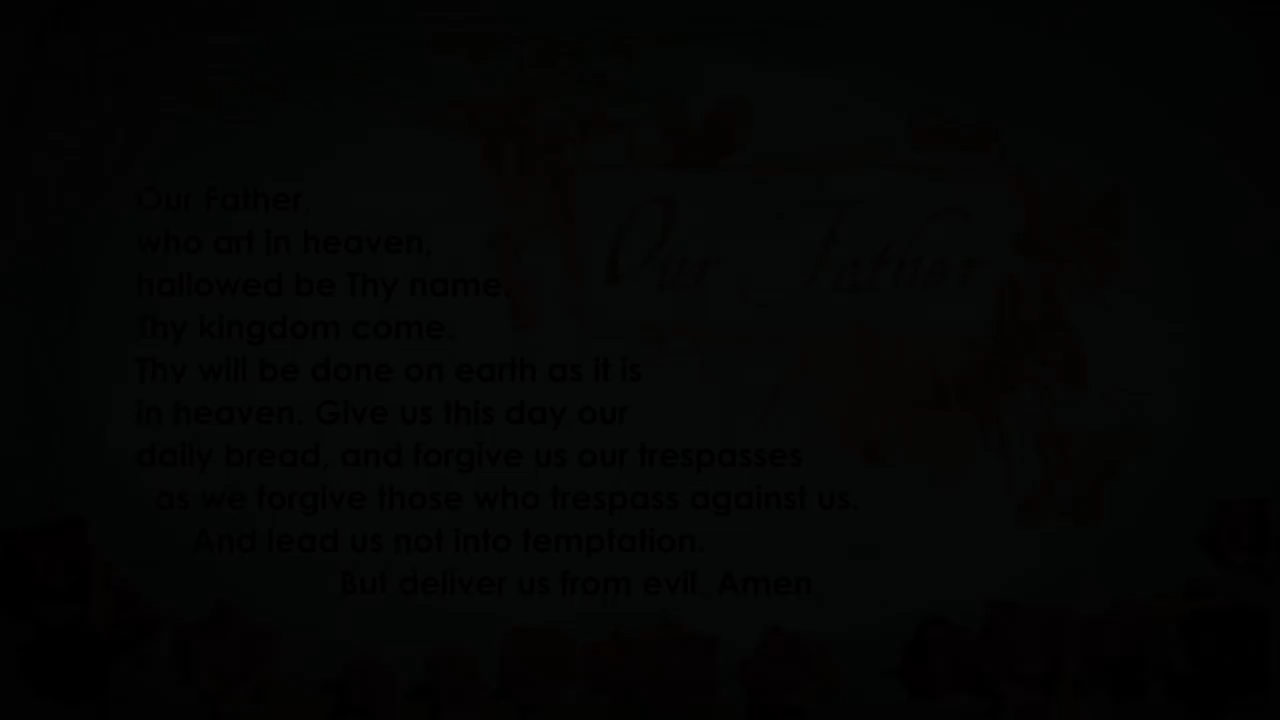 Our Father
Our Father,
who art in heaven,
hallowed be Thy name.
Thy kingdom come.
Thy will be done on earth as it is
in heaven. Give us this day our
daily bread, and forgive us our trespasses
as we forgive those who trespass against us.
And lead us not into temptation.
But deliver us from evil. Amen